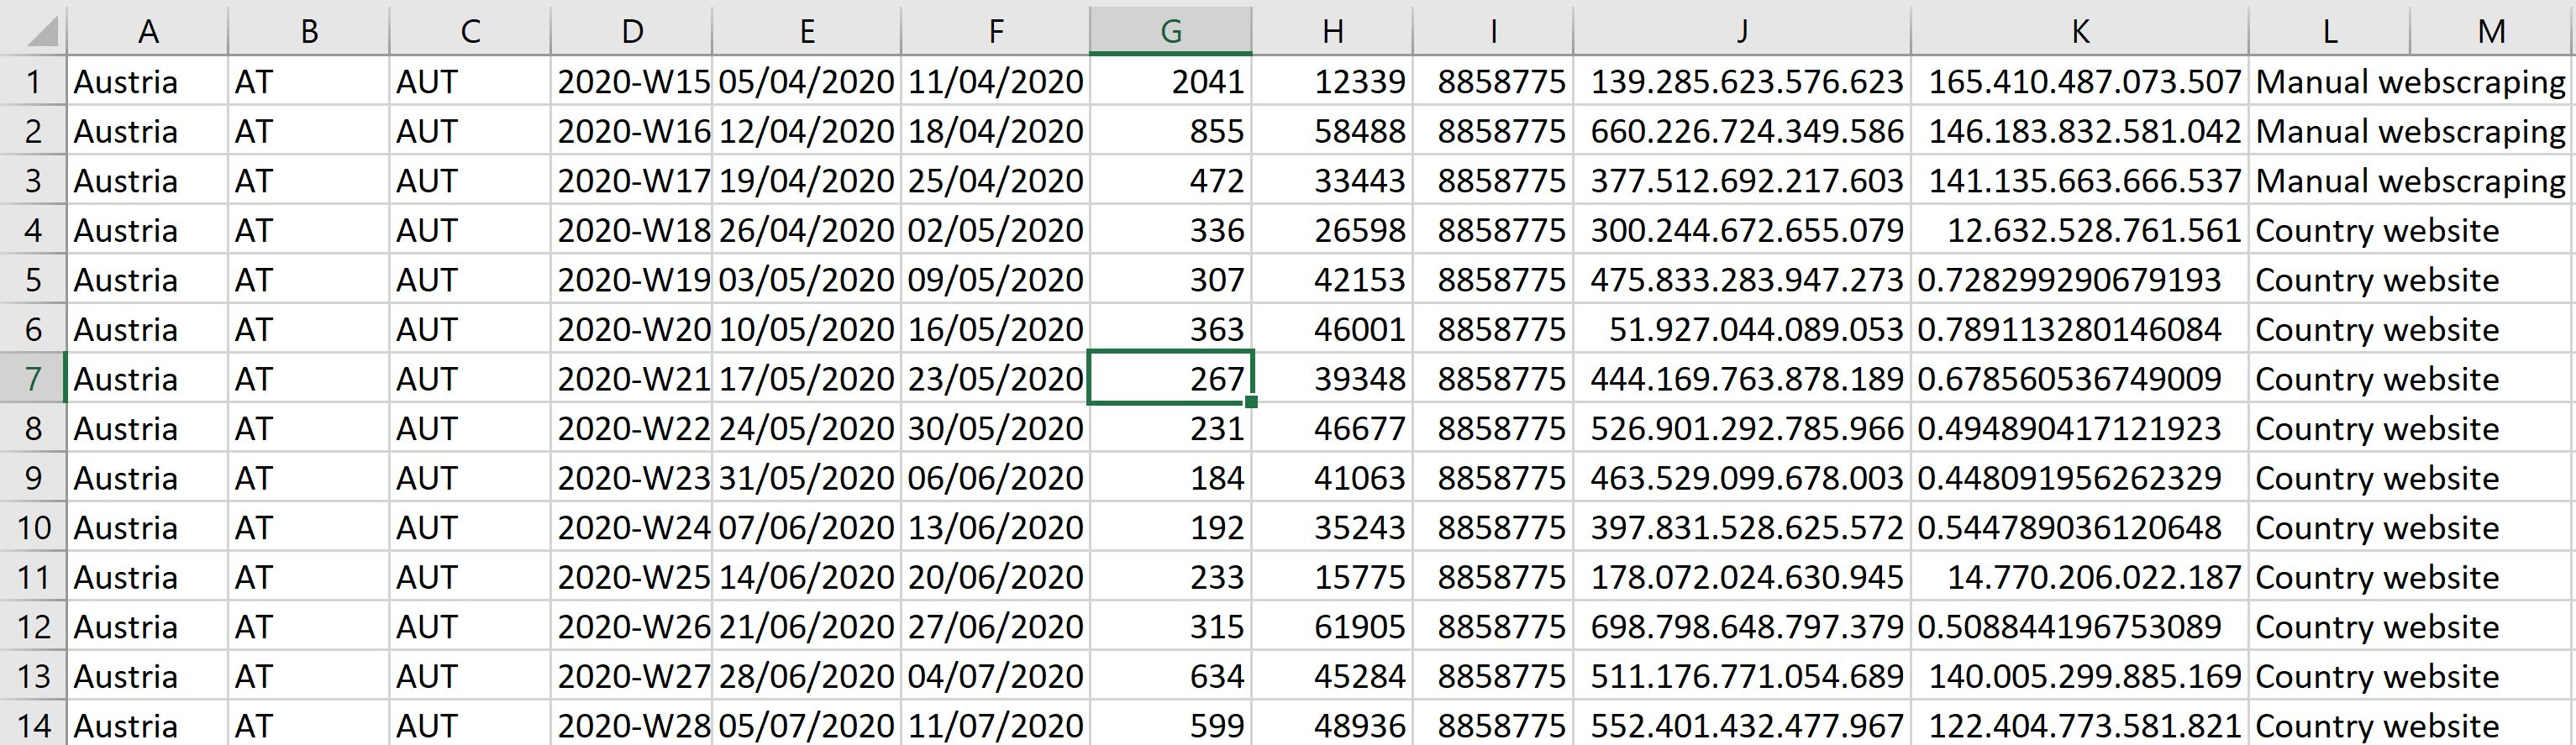 A B C D E F G H I J K L M
1 Austria AT AUT 2020-W15 05/04/2020 11/04/2020 2041 12339 8858775 139.285.623.576.623 165.410.487.073.507 Manual webscraping
2 Austria AT AUT 2020-W16 12/04/2020 18/04/2020 855 58488 8858775 660.226.724.349.586 146.183.832.581.042 Manual webscraping
3 Austria AT AUT 2020-W17 19/04/2020 25/04/2020 472 33443 8858775 377.512.692.217.603 141.135.663.666.537 Manual webscraping
4 Austria AT AUT 2020-W18 26/04/2020 02/05/2020 336 26598 8858775 300.244.672.655.079 12.632.528.761.561 Country website
5 Austria AT AUT 2020-W19 03/05/2020 09/05/2020 307 42153 8858775 475.833.283.947.273 0.728299290679193 Country website
6 Austria AT AUT 2020-W20 10/05/2020 16/05/2020 363 46001 8858775 51.927.044.089.053 0.789113280146084 Country website
7 Austria AT AUT 2020-W21 17/05/2020 23/05/2020 267 39348 8858775 444.169.763.878.189 0.678560536749009 Country website
8 Austria AT AUT 2020-W22 24/05/2020 30/05/2020 231 46677 8858775 526.901.292.785.966 0.494890417121923 Country website
9 Austria AT AUT 2020-W23 31/05/2020 06/06/2020 184 41063 8858775 463.529.099.678.003 0.448091956262329 Country website
10 Austria AT AUT 2020-W24 07/06/2020 13/06/2020 192 35243 8858775 397.831.528.625.572 0.544789036120648 Country website
11 Austria AT AUT 2020-W25 14/06/2020 20/06/2020 233 15775 8858775 178.072.024.630.945 14.770.206.022.187 Country website
12 Austria AT AUT 2020-W26 21/06/2020 27/06/2020 315 61905 8858775 698.798.648.797.379 0.508844196753089 Country website
13 Austria AT AUT 2020-W27 28/06/2020 04/07/2020 634 45284 8858775 511.176.771.054.689 140.005.299.885.169 Country website
14 Austria AT AUT 2020-W28 05/07/2020 11/07/2020 599 48936 8858775 552.401.432.477.967 122.404.773.581.821 Country website